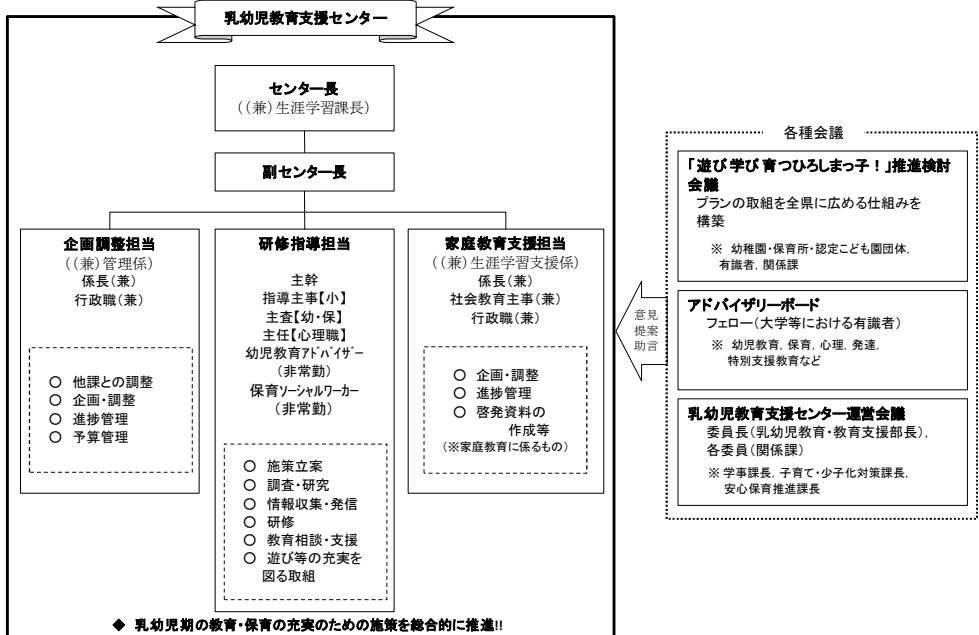 乳幼児教育支援センター
センター長
((兼)生涯学習課長)
副センター長
企画調整担当
((兼)管理係)
係長(兼)
行政職(兼)
○ 他課との調整
○ 企画・調整
○ 進捗管理
○ 予算管理
研修指導担当
主幹
指導主事【小】
主査【幼・保】
主任【心理職】
幼児教育ｱﾄﾞﾊﾞｲｻﾞｰ
(非常勤)
保育ｿｰｼｬﾙﾜｰｶｰ
(非常勤)
○ 施策立案
○ 調査・研究
○ 情報収集・発信
○ 研修
○ 教育相談・支援
○ 遊び等の充実を
図る取組
家庭教育支援担当
((兼)生涯学習支援係)
係長(兼)
社会教育主事(兼)
行政職(兼)
○ 企画・調整
○ 進捗管理
○ 啓発資料の
作成等
(※家庭教育に係るもの)
◆ 乳幼児期の教育・保育の充実のための施策を総合的に推進!!
意見
提案
助言
各種会議
「遊び 学び 育つひろしまっ子！」推進検討
会議
プランの取組を全県に広める仕組みを
構築
※ 幼稚園・保育所・認定こども園団体,
有識者, 関係課
アドバイザリーボード
フェロー(大学等における有識者)
※ 幼児教育, 保育, 心理, 発達,
特別支援教育など
乳幼児教育支援センター運営会議
委員長(乳幼児教育・教育支援部長),
各委員(関係課)
※ 学事課長, 子育て・少子化対策課長,
安心保育推進課長